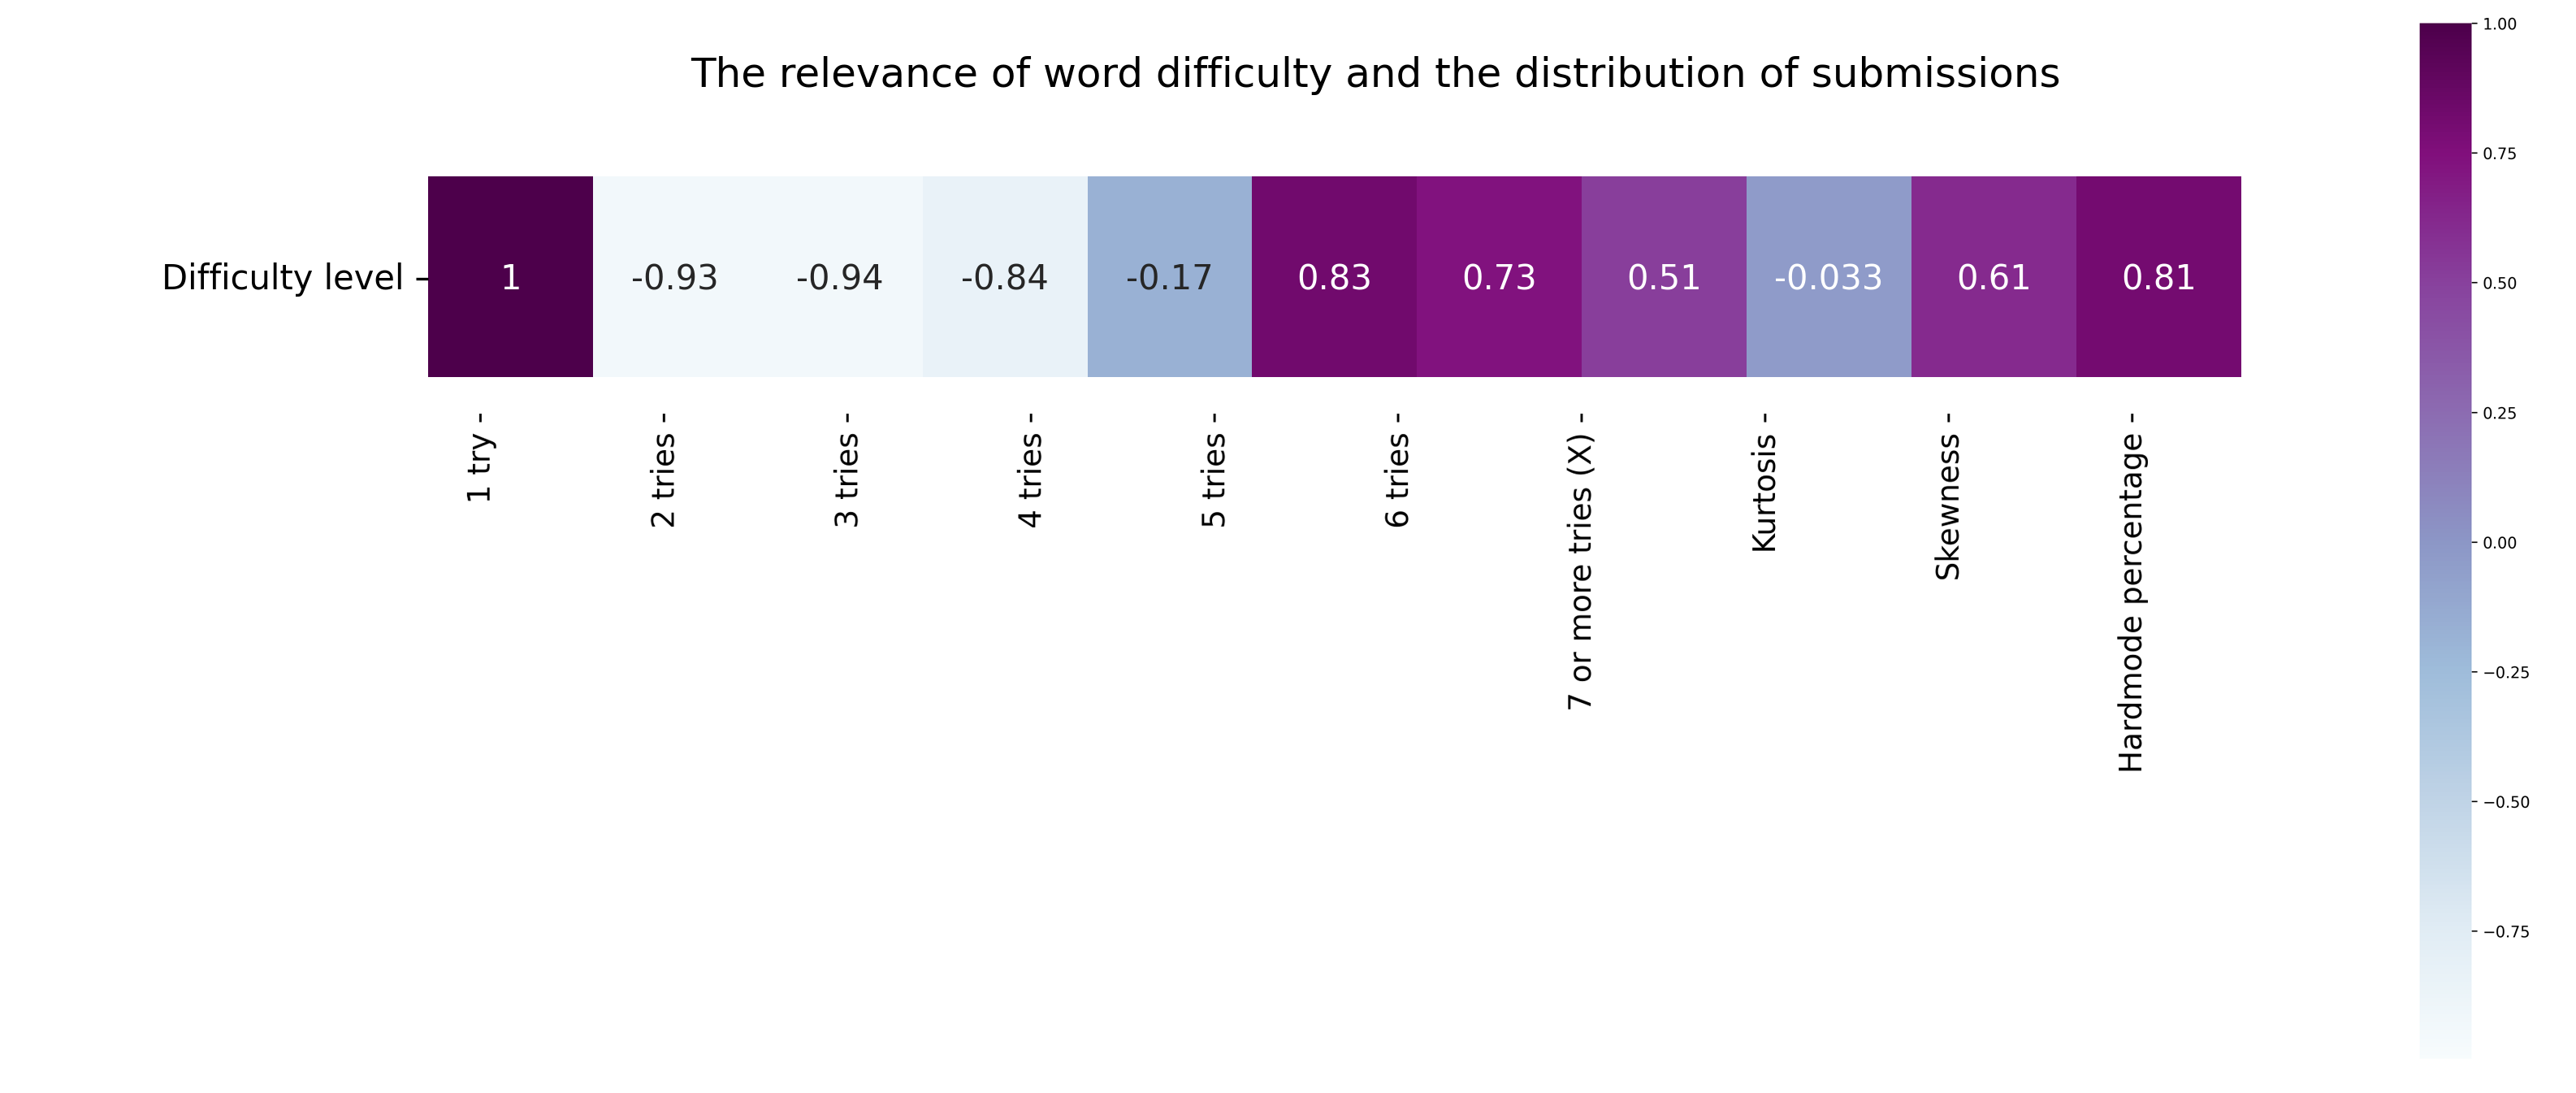 The relevance of word difficulty and the distribution of submissions
Difficulty level
1 -0.93 -0.94 -0.84 -0.17 0.83 0.73 0.51 -0.033 0.61 0.81
1 try
2 tries
3 tries
4 tries
5 tries
6 tries
7 or more tries (X)
Kurtosis
Skewness
Hardmode percentage
1.00
0.75
0.50
0.25
0.00
−0.25
−0.50
−0.75